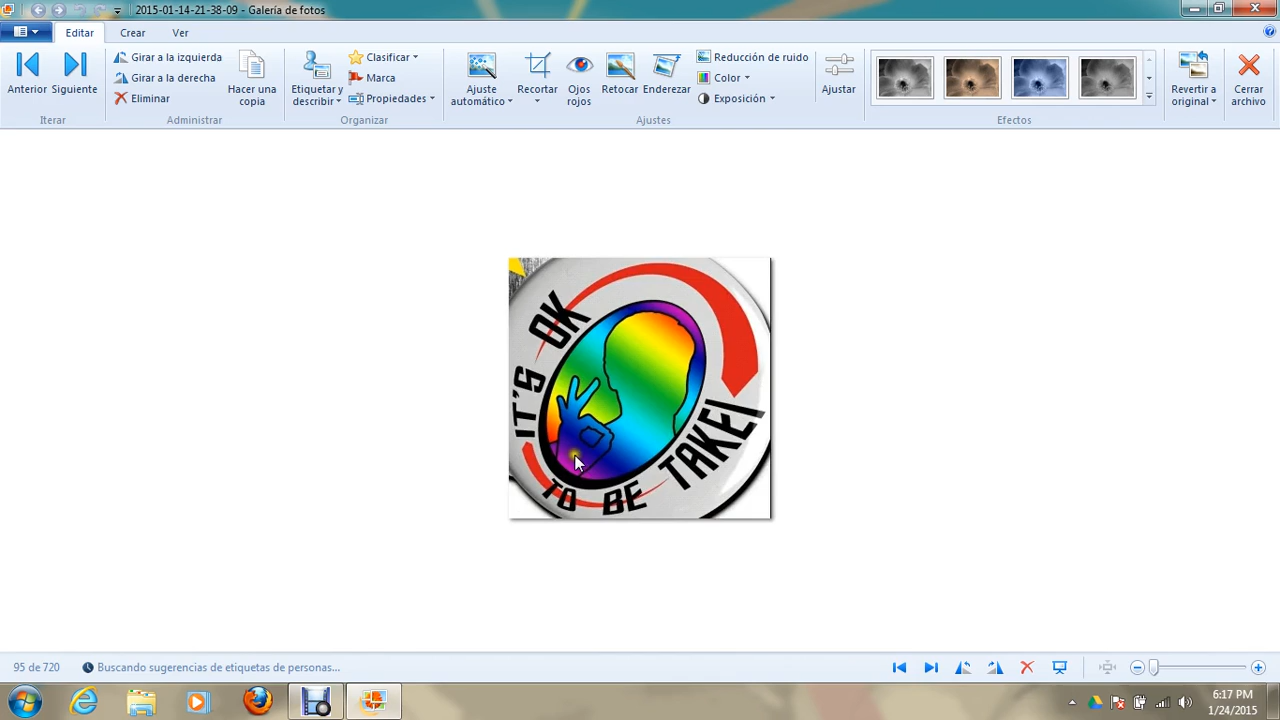 2015-01-14-21-38-09 - Galería de fotos
Editar Crear Ver
Anterior
Siguiente
Iterar
Girar a la izquierda
Girar a la derecha
Eliminar
Hacer una copia
Administrar
Etiquetar y describir
Clasificar
Marca
Propiedades
Organizar
Ajuste automático
Recortar
Ojos rojos
Retocar
Enderezar
Reducción de ruido
Color
Exposición
Ajustes
Ajustar
Efectos
Revertir a original
Cerrar archivo
IT'S OK
TO BE TAKEI
95 de 720
Buscando sugerencias de etiquetas de personas...
6:17 PM
1/24/2015